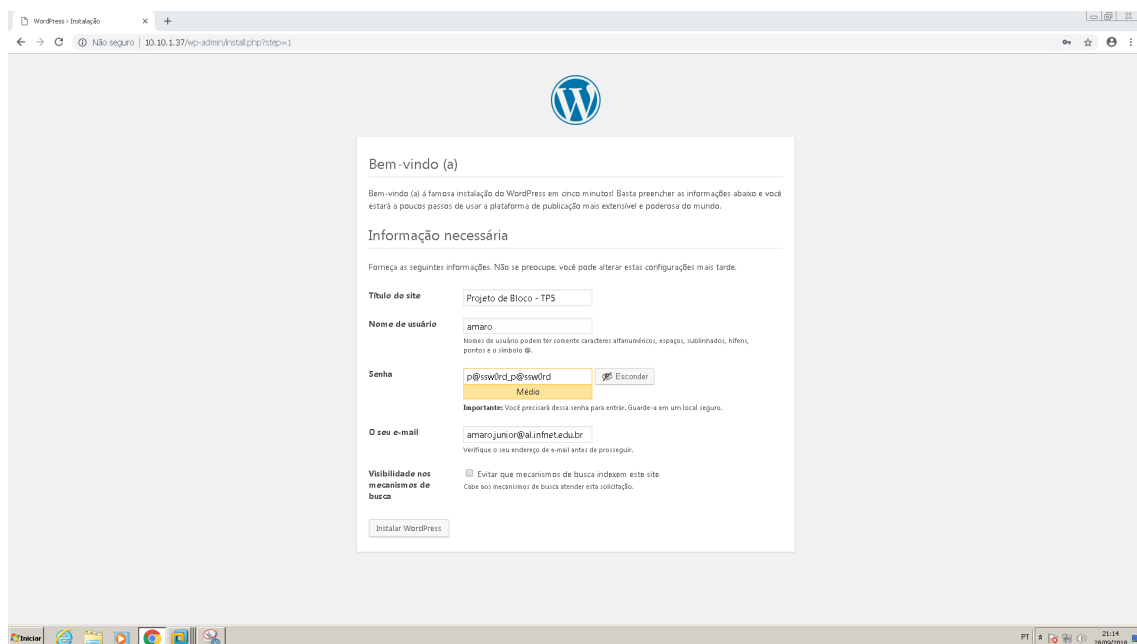 WordPress › Instalação
Não seguro | 10.10.1.37/wp-admin/install.php?step=1
Bem-vindo (a)
Bem-vindo (a) à famosa instalação do WordPress em cinco minutos! Basta preencher as informações abaixo e você
estará a poucos passos de usar a plataforma de publicação mais extensível e poderosa do mundo.
Informação necessária
Forneça as seguintes informações. Não se preocupe, você pode alterar estas configurações mais tarde.
Título do site
Projeto de Bloco - TP5
Nome de usuário
amaro
Nomes de usuário podem ter somente caracteres alfanuméricos, espaços, sublinhados, hífens,
pontos e o símbolo @.
Senha
p@ssw0rd_p@ssw0rd
Esconder
Médio
Importante: Você precisará dessa senha para entrar. Guarde-a em um local seguro.
O seu e-mail
amaro.junior@al.infnet.edu.br
Verifique o seu endereço de e-mail antes de prosseguir.
Visibilidade nos
mecanismos de
busca
Evitar que mecanismos de busca indexem este site
Cabe aos mecanismos de busca atender esta solicitação.
Instalar WordPress
Iniciar
PT
21:14
28/09/2018